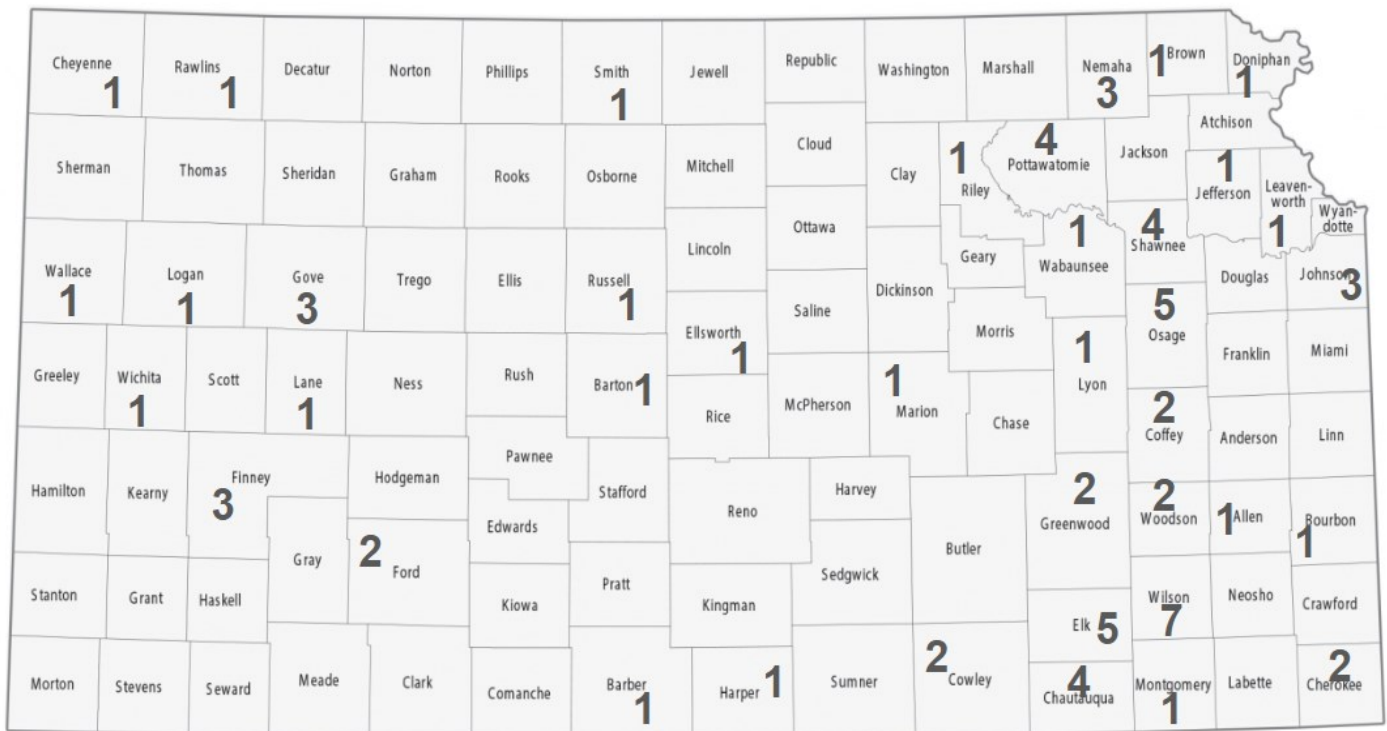 Cheyenne
1
Rawlins
1
Decatur
Norton
Phillips
Smith
1
Jewell
Republic
Washington
Marshall
Nemaha
3
1
Brown
Doniphan
1
Sherman
Thomas
Sheridan
Graham
Rooks
Osborne
Mitchell
Cloud
Clay
1
Riley
4
Pottawatomie
Jackson
Atchison
1
Jefferson
Leaven-
worth
1
Wyan-
dotte
Wallace
1
Logan
1
Gove
3
Trego
Ellis
Russell
1
Lincoln
Ottawa
Dickinson
Geary
1
Wabaunsee
4
Shawnee
Douglas
Johnson
3
Greeley
Wichita
1
Scott
Lane
1
Ness
Rush
Barton
1
Ellsworth
1
Rice
Saline
McPherson
1
Marion
Morris
Chase
1
Lyon
5
Osage
Franklin
Miami
2
Coffey
Anderson
Linn
Hamilton
Kearny
Finney
3
Hodgeman
Pawnee
Edwards
Stafford
Reno
Harvey
Butler
2
Greenwood
2
Woodson
1
Allen
Bourbon
1
Stanton
Grant
Haskell
Gray
2
Ford
Kiowa
Pratt
Kingman
Sedgwick
Elk
5
Wilson
7
Neosho
Crawford
Morton
Stevens
Seward
Meade
Clark
Comanche
Barber
1
Harper
1
Sumner
2
Cowley
4
Chautauqua
Montgomery
1
Labette
2
Cherokee